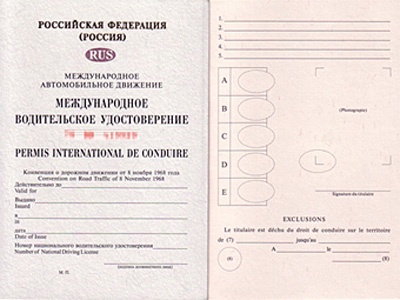 РОССИЙСКАЯ ФЕДЕРАЦИЯ
(РОССИЯ)
RUS
МЕЖДУНАРОДНОЕ
АВТОМОБИЛЬНОЕ ДВИЖЕНИЕ
МЕЖДУНАРОДНОЕ
ВОДИТЕЛЬСКОЕ УДОСТОВЕРЕНИЕ
PERMIS INTERNATIONAL DE CONDUIRE
Конвенция о дорожном движении от 8 ноября 1968 года
Convention on Road Traffic of 8 November 1968
Действительно до
Valid for
Выдано
Issued
в
at
дата
Date of Issue
Номер национального водительского удостоверения
Number of National Driving License
М. П.
1.
2.
3.
4.
5.
A
B
C
D
E
(Photographie)
Signature du titulaire
EXCLUSIONS
Le titulaire est déchu du droit de conduire sur le territoire
de (7) jusqu'au
(6) (8)